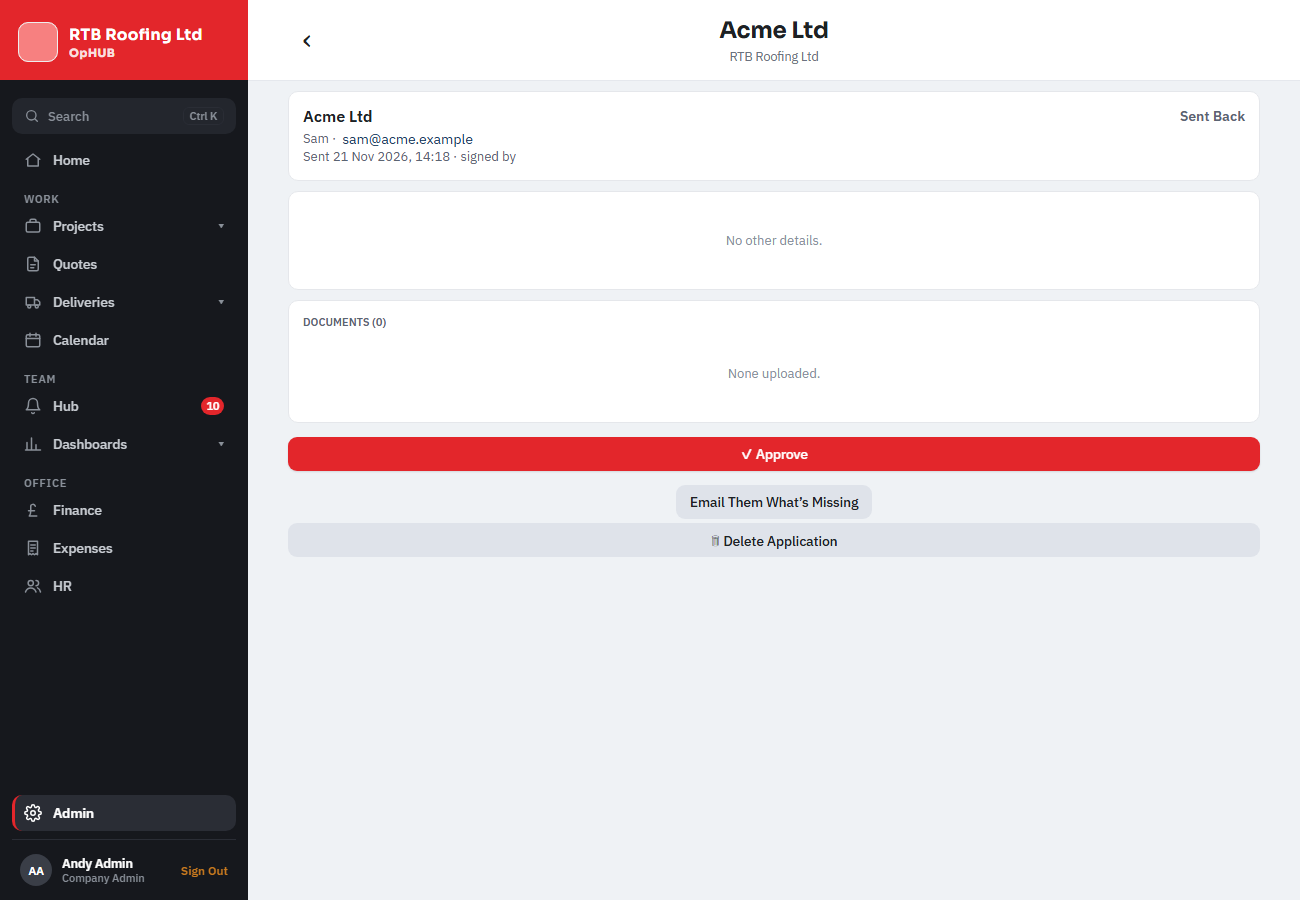 RTB Roofing Ltd
OpHUB
Search Ctrl K
Home
WORK
Projects
Quotes
Deliveries
Calendar
TEAM
Hub 10
Dashboards
OFFICE
Finance
Expenses
HR
Admin
AA Andy Admin
Company Admin
Sign Out
Acme Ltd
RTB Roofing Ltd
Acme Ltd Sent Back
Sam · sam@acme.example
Sent 21 Nov 2026, 14:18 · signed by
No other details.
DOCUMENTS (0)
None uploaded.
✓ Approve
Email Them What’s Missing
Delete Application